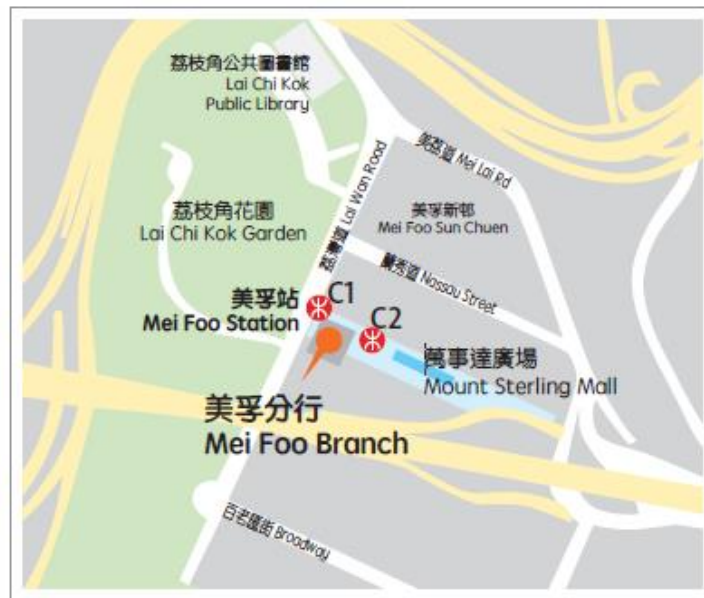 荔枝角公共圖書館
Lai Chi Kok
Public Library
美荔道 Mei Lai Rd
荔灣道 Lai Wan Road
美孚新邨
Mei Foo Sun Chuen
荔枝角花園
Lai Chi Kok Garden
蘭秀道 Nassau Street
美孚站
Mei Foo Station
C1
C2
萬事達廣場
Mount Sterling Mall
美孚分行
Mei Foo Branch
百老匯街 Broadway